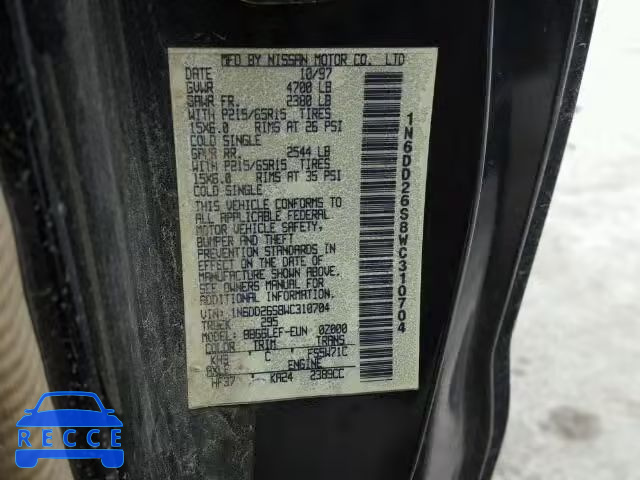 MFD BY NISSAN MOTOR CO. LTD
DATE 10/97
GVWR 4700 LB
GAWR FR. 2380 LB
WITH P215/65R15 TIRES
15X6.0 RIMS AT 26 PSI
COLD SINGLE
GAWR RR. 2544 LB
WITH P215/65R15 TIRES
15X6.0 RIMS AT 35 PSI
COLD SINGLE
THIS VEHICLE CONFORMS TO
ALL APPLICABLE FEDERAL
MOTOR VEHICLE SAFETY,
BUMPER AND THEFT
PREVENTION STANDARDS IN
EFFECT ON THE DATE OF
MANUFACTURE SHOWN ABOVE.
SEE OWNERS MANUAL FOR
ADDITIONAL INFORMATION
VIN: 1N6DD26S8WC310704
TRUCK 295
MODEL: 0Z000
COLOR TRIM TRANS
KH3 C FS5W71C
AXLE ENGINE
HF37 KA24 2389CC
1N6DD26S8WC310704
RECCE